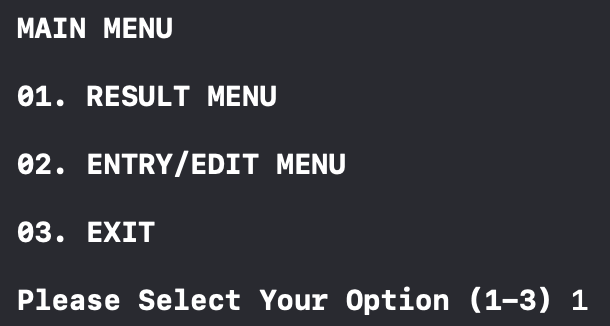 MAIN MENU
01. RESULT MENU
02. ENTRY/EDIT MENU
03. EXIT
Please Select Your Option (1-3) 1